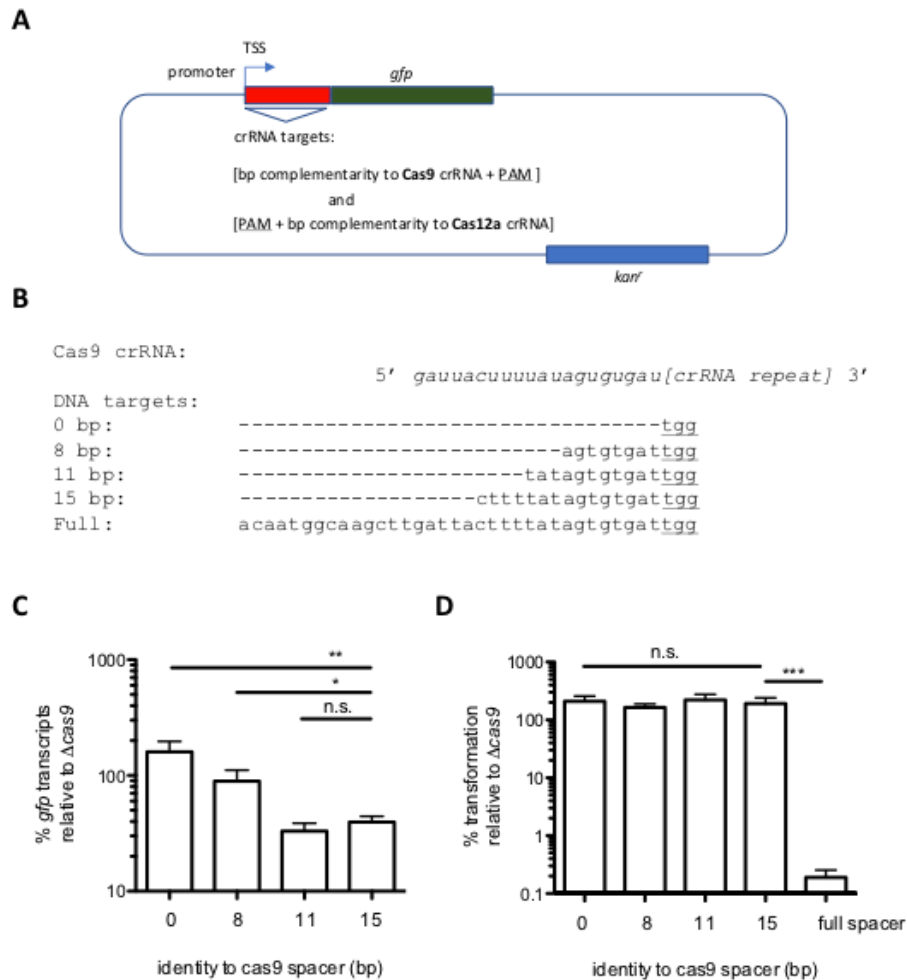 A
TSS
promoter
gfp
crRNA targets:
[bp complementarity to Cas9 crRNA + PAM ]
and
[PAM + bp complementarity to Cas12a crRNA]
kanʳ
B
Cas9 crRNA:
5' gauuacuuuuauagugugau[crRNA repeat] 3'
DNA targets:
0 bp: ----------------------------------------tgg
8 bp: -------------------------------agtgtgattgg
11 bp: ---------------------------tatagtgtgattgg
15 bp: -----------------------cttttatagtgtgattgg
Full: acaatggcaagcttgattacttttatagtgtgattgg
C
% gfp transcripts
relative to Δcas9
1000
100
10
**
*
n.s.
0 8 11 15
identity to cas9 spacer (bp)
D
% transformation
relative to Δcas9
1000
100
10
1
0.1
n.s.
***
0 8 11 15 full spacer
identity to cas9 spacer (bp)